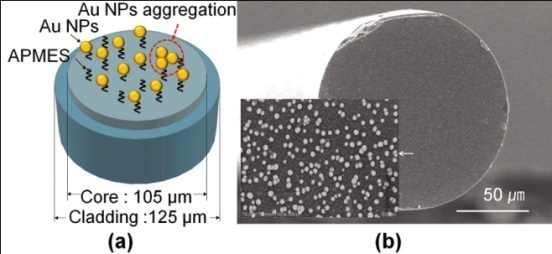 Au NPs aggregation
Au NPs
APMES
Core : 105 μm
Cladding :125 μm
(a)
50 ㎛
(b)